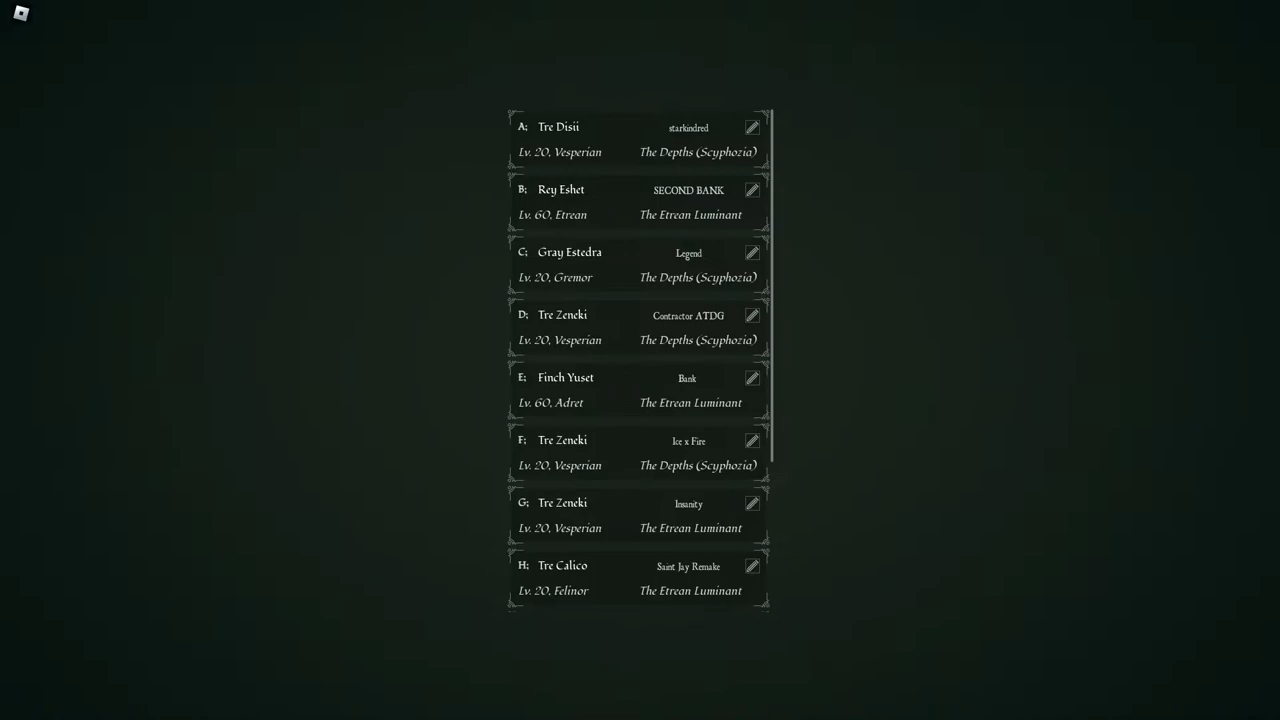 A; Tre Disii starkindred
Lv. 20, Vesperian The Depths (Scyphozia)
B; Rey Eshet SECOND BANK
Lv. 60, Etrean The Etrean Luminant
C; Gray Estedra Legend
Lv. 20, Gremor The Depths (Scyphozia)
D; Tre Zeneki Contractor ATDG
Lv. 20, Vesperian The Depths (Scyphozia)
E; Finch Yuset Bank
Lv. 60, Adret The Etrean Luminant
F; Tre Zeneki Ice x Fire
Lv. 20, Vesperian The Depths (Scyphozia)
G; Tre Zeneki Insanity
Lv. 20, Vesperian The Etrean Luminant
H; Tre Calico Saint Jay Remake
Lv. 20, Felinor The Etrean Luminant